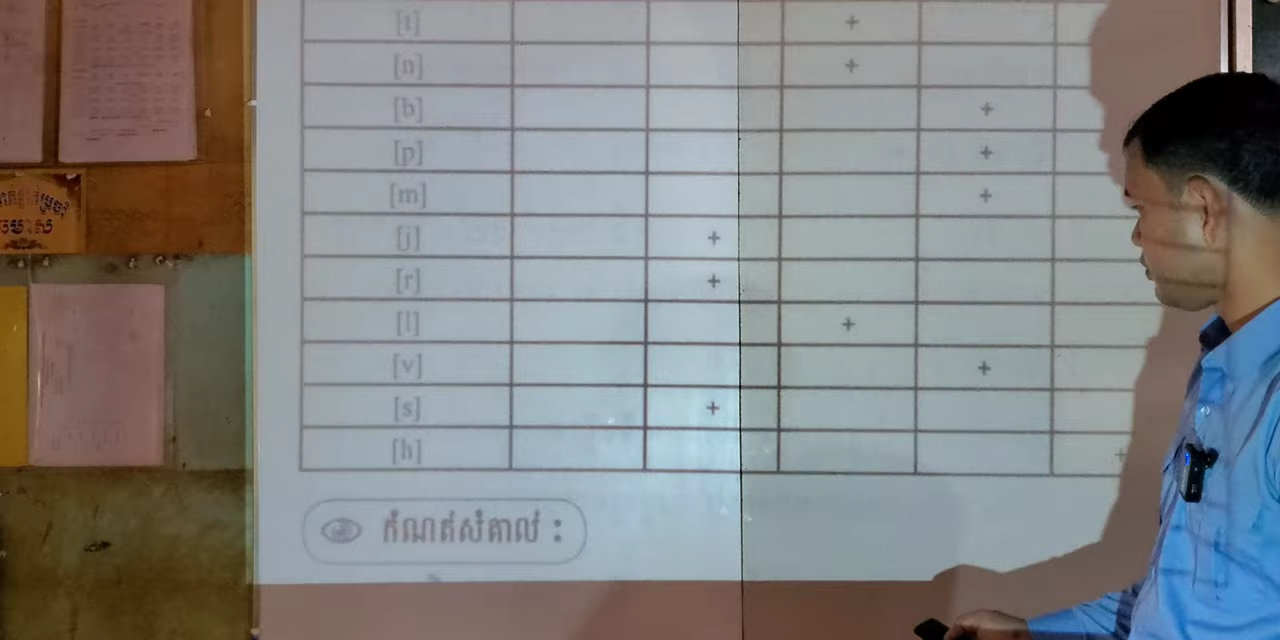 [t] +
[n] +
[b] +
[p] +
[m] +
[j] +
[r] +
[l] +
[v] +
[s] +
[h] +
កំណត់សំគាល់ :